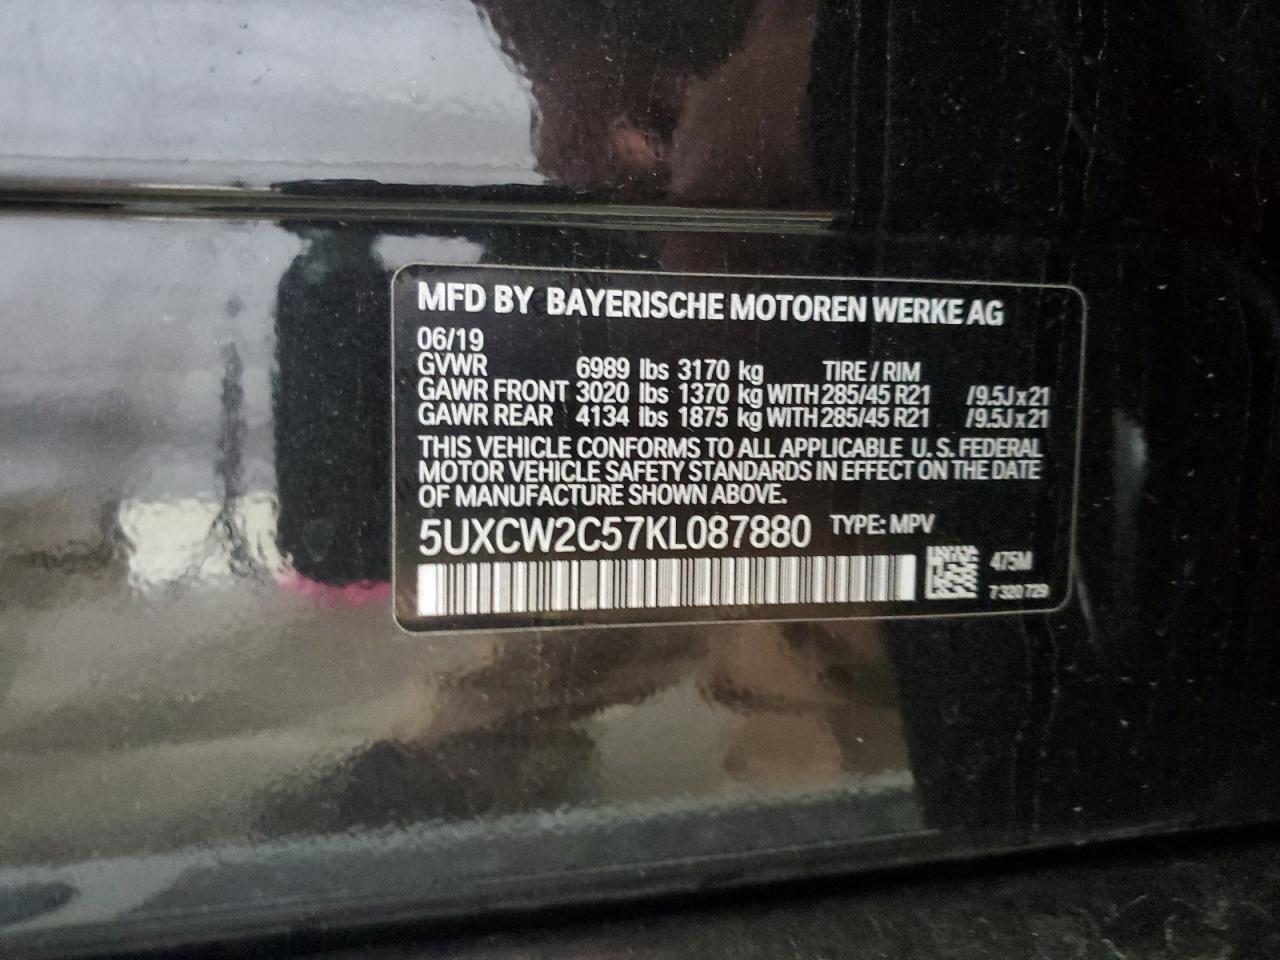 MFD BY BAYERISCHE MOTOREN WERKE AG
06/19
GVWR 6989 lbs 3170 kg TIRE / RIM
GAWR FRONT 3020 lbs 1370 kg WITH 285/45 R21 /9.5J x 21
GAWR REAR 4134 lbs 1875 kg WITH 285/45 R21 /9.5J x 21
THIS VEHICLE CONFORMS TO ALL APPLICABLE U.S. FEDERAL
MOTOR VEHICLE SAFETY STANDARDS IN EFFECT ON THE DATE
OF MANUFACTURE SHOWN ABOVE.
5UXCW2C57KL087880 TYPE: MPV
475M
7 320 729